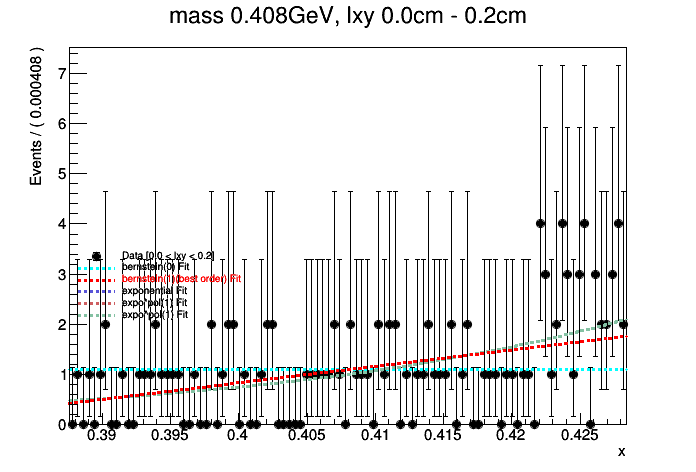 mass 0.408GeV, lxy 0.0cm - 0.2cm
Events / ( 0.000408 )
7
6
5
4
3
2
1
0
Data [0.0 < lxy < 0.2]
bernstein(0) Fit
bernstein(1)(best order) Fit
exponential Fit
expo*pol(1) Fit
expo*pol(1) Fit
0.39 0.395 0.4 0.405 0.41 0.415 0.42 0.425
x